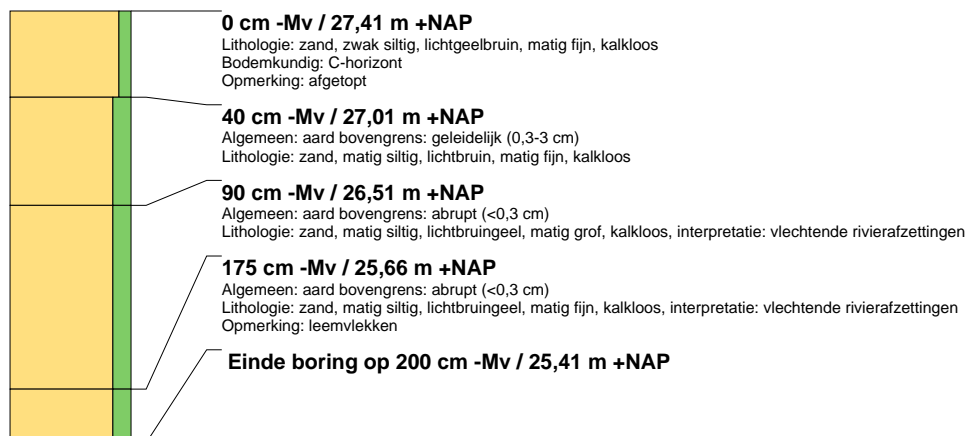 0 cm -Mv / 27,41 m +NAP
Lithologie: zand, zwak siltig, lichtgeelbruin, matig fijn, kalkloos
Bodemkundig: C-horizont
Opmerking: afgetopt
40 cm -Mv / 27,01 m +NAP
Algemeen: aard bovengrens: geleidelijk (0,3-3 cm)
Lithologie: zand, matig siltig, lichtbruin, matig fijn, kalkloos
90 cm -Mv / 26,51 m +NAP
Algemeen: aard bovengrens: abrupt (<0,3 cm)
Lithologie: zand, matig siltig, lichtbruingeel, matig grof, kalkloos, interpretatie: vlechtende rivierafzettingen
175 cm -Mv / 25,66 m +NAP
Algemeen: aard bovengrens: abrupt (<0,3 cm)
Lithologie: zand, matig siltig, lichtbruingeel, matig fijn, kalkloos, interpretatie: vlechtende rivierafzettingen
Opmerking: leemvlekken
Einde boring op 200 cm -Mv / 25,41 m +NAP